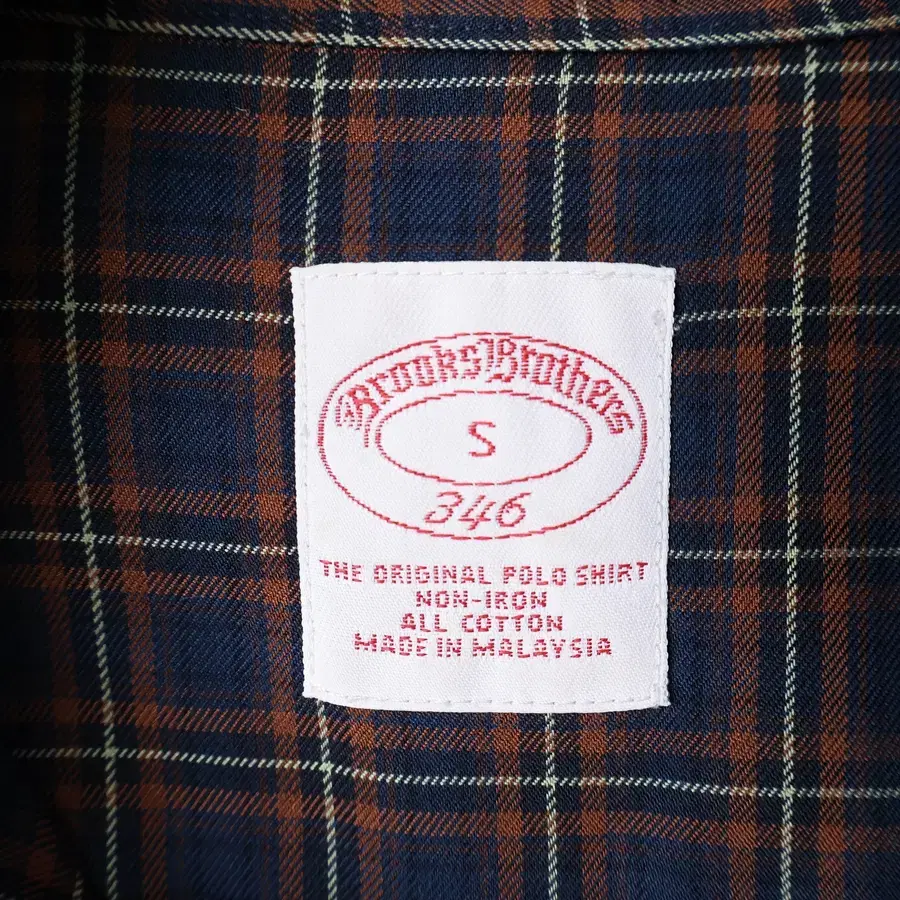 Brooks Brothers
S
346
THE ORIGINAL POLO SHIRT
NON-IRON
ALL COTTON
MADE IN MALAYSIA